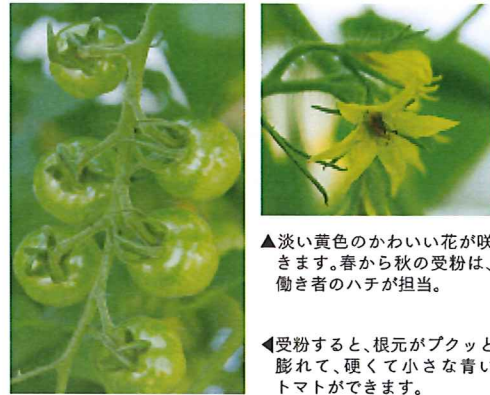 ▲淡い黄色のかわいい花が咲
きます。春から秋の受粉は、
働き者のハチが担当。
◀受粉すると、根元がプクッと
膨れて、硬くて小さな青い
トマトができます。